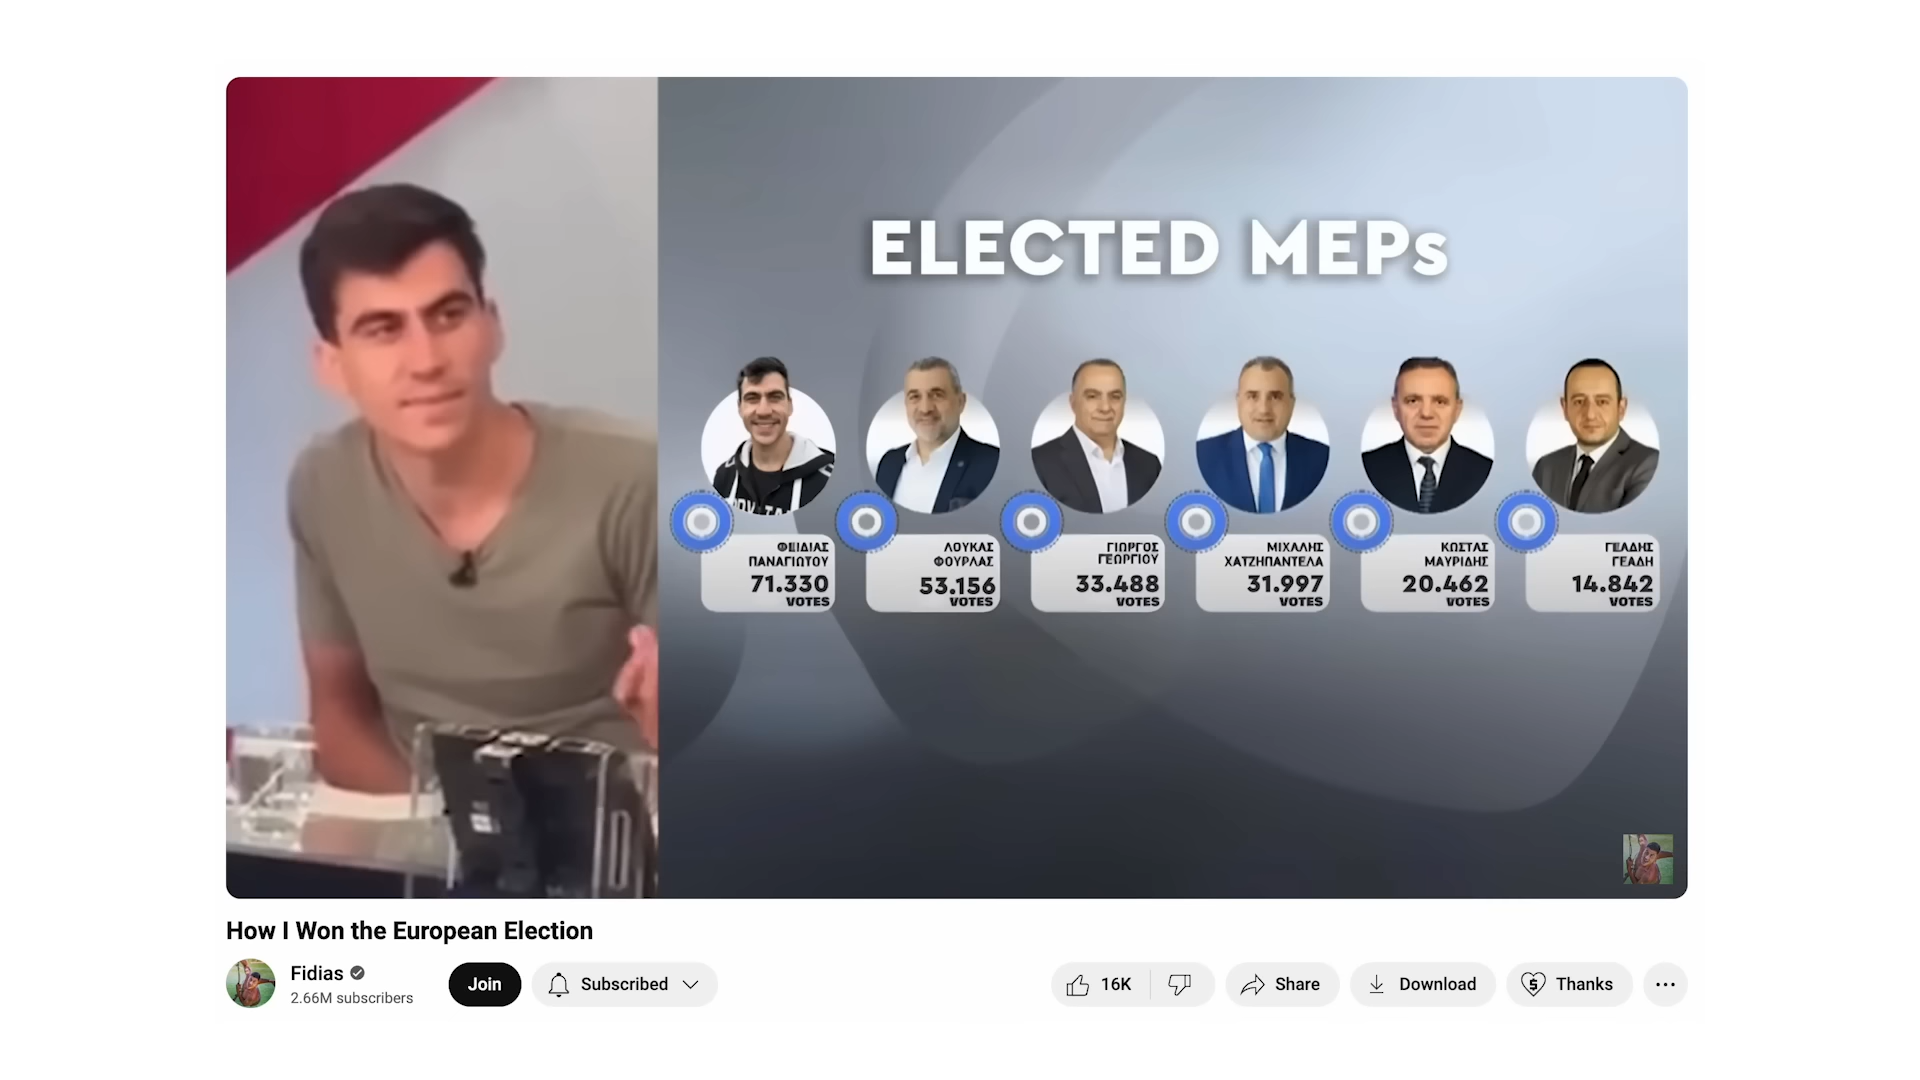 ELECTED MEPs
ΦΕΙΔΙΑΣ
ΠΑΝΑΓΙΩΤΟΥ
71.330
VOTES
ΛΟΥΚΑΣ
ΦΟΥΡΛΑΣ
53.156
VOTES
ΓΙΩΡΓΟΣ
ΓΕΩΡΓΙΟΥ
33.488
VOTES
ΜΙΧΑΛΗΣ
ΧΑΤΖΗΠΑΝΤΕΛΑ
31.997
VOTES
ΚΩΣΤΑΣ
ΜΑΥΡΙΔΗΣ
20.462
VOTES
ΓΕΑΔΗΣ
ΓΕΑΔΗ
14.842
VOTES
How I Won the European Election
Fidias
2.66M subscribers
Join
Subscribed
16K
Share
Download
Thanks